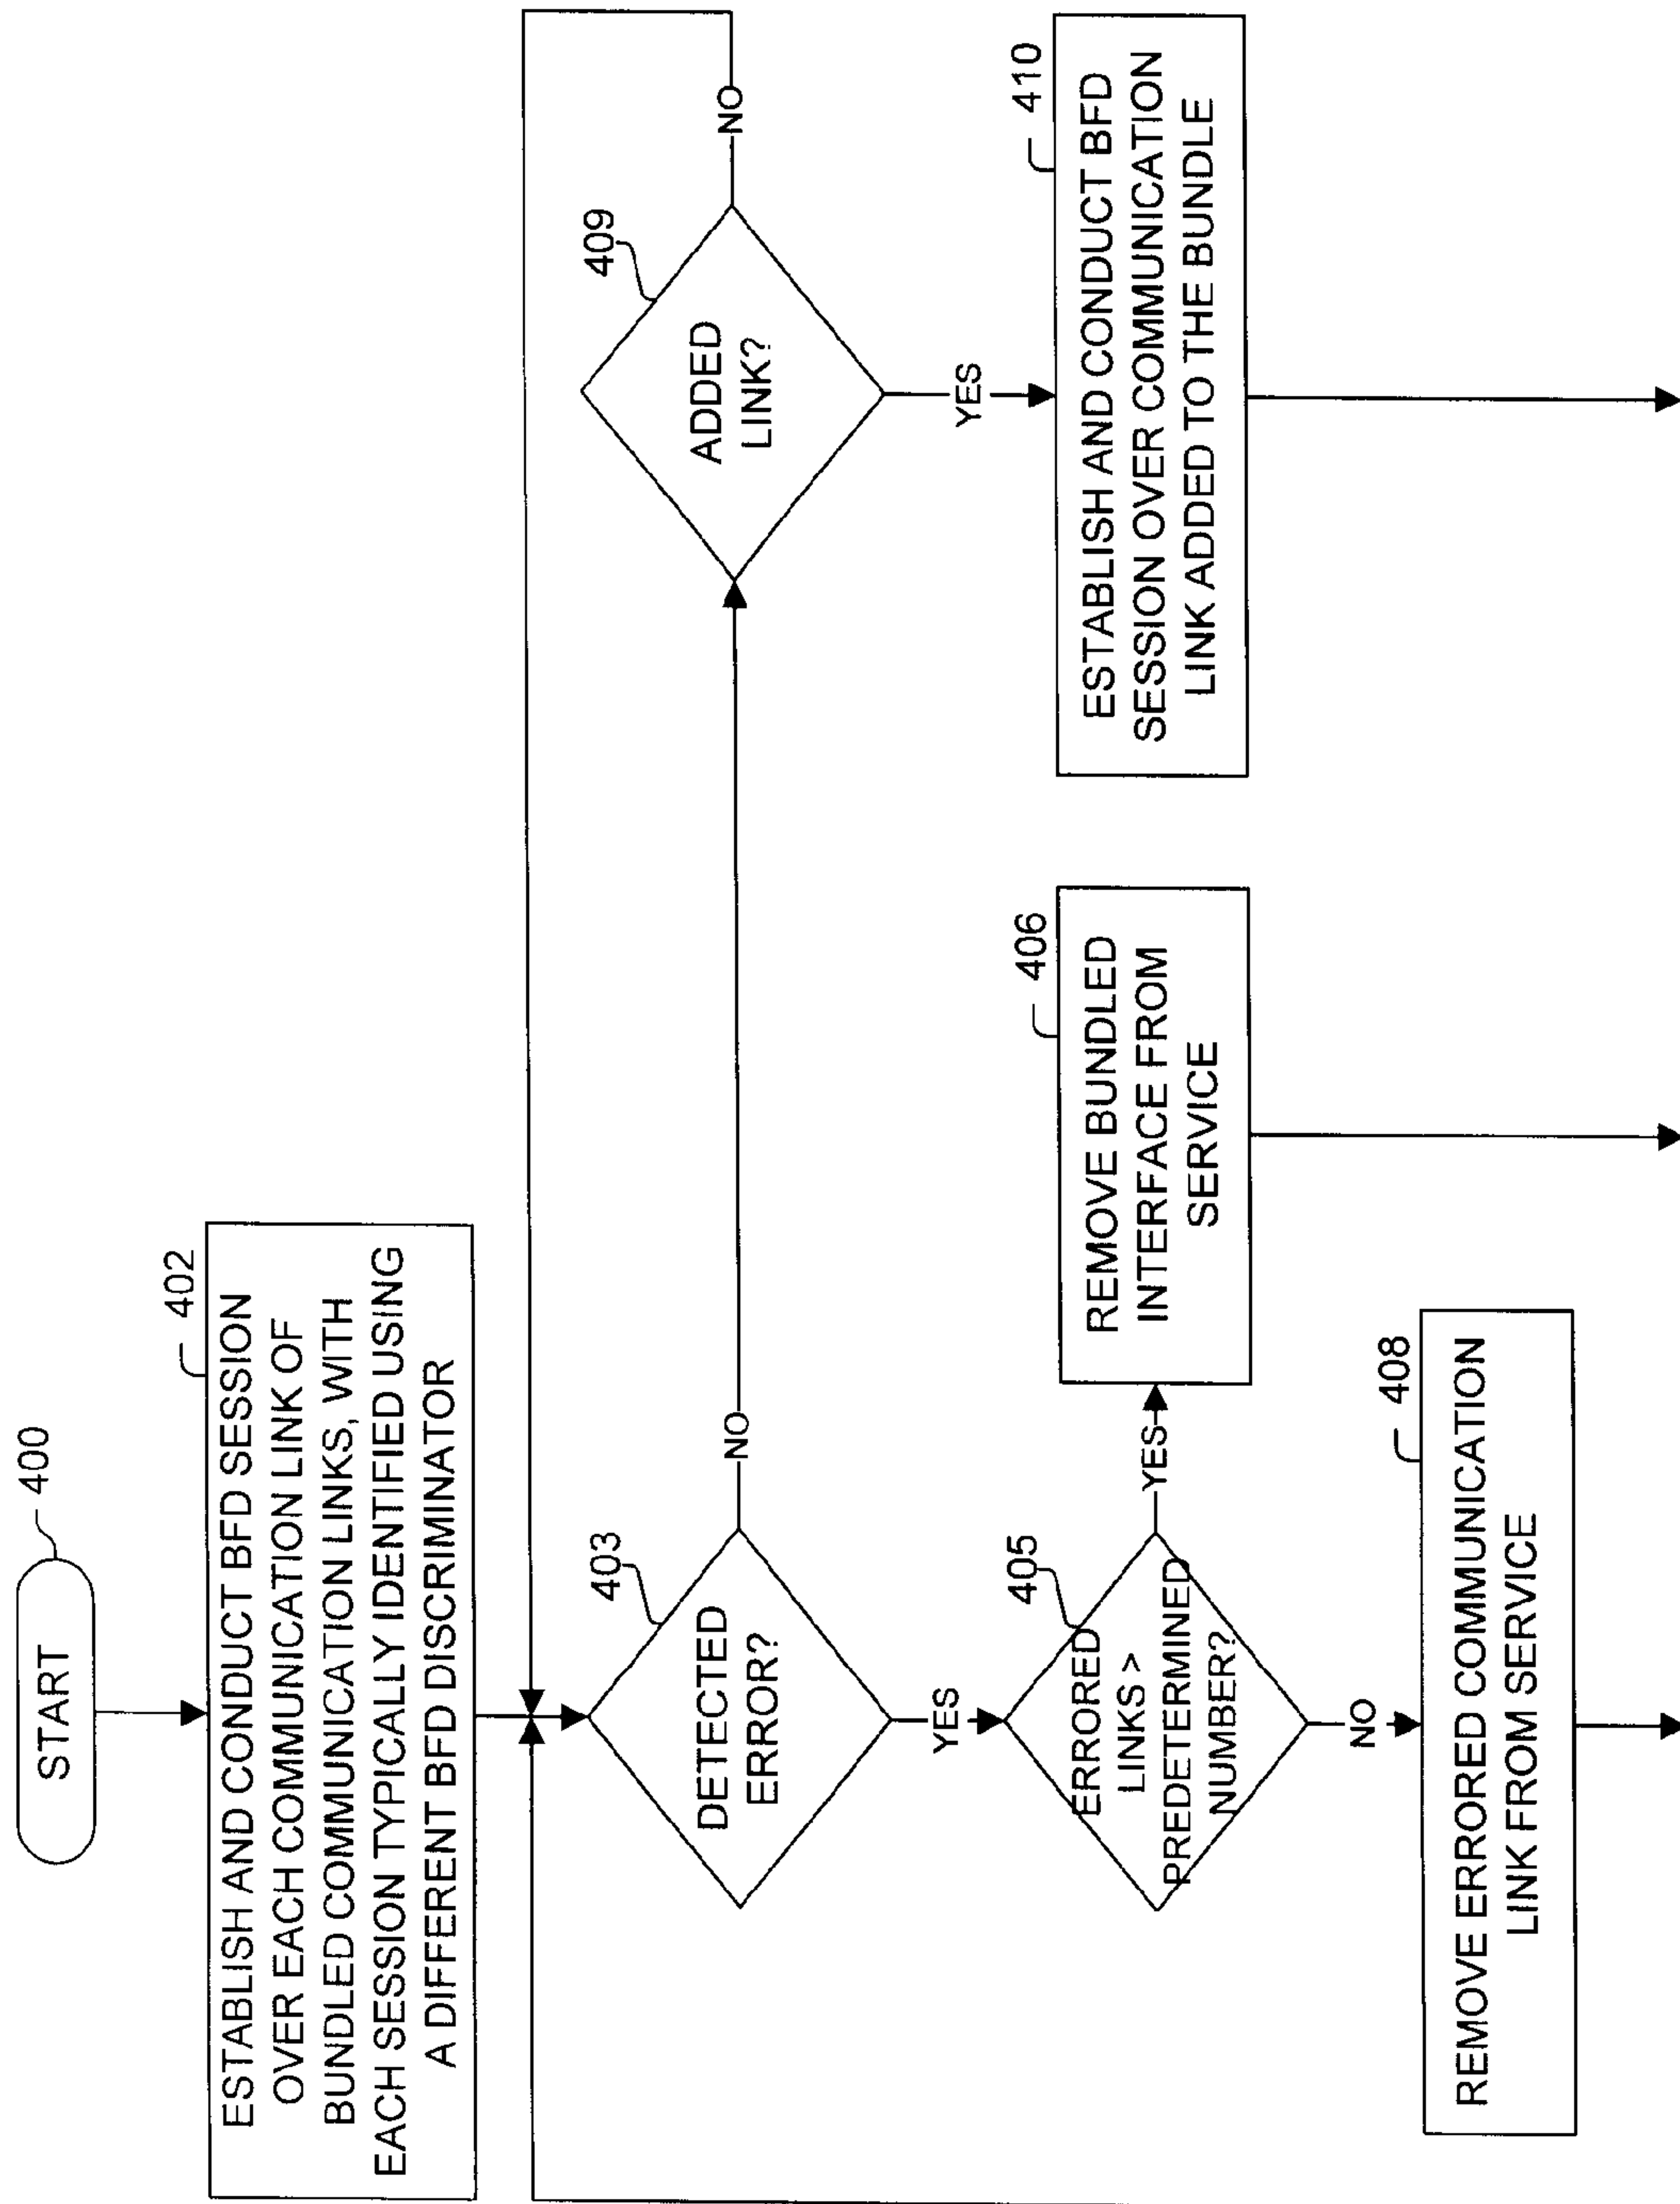 START
400
402
ESTABLISH AND CONDUCT BFD SESSION
OVER EACH COMMUNICATION LINK OF
BUNDLED COMMUNICATION LINKS, WITH
EACH SESSION TYPICALLY IDENTIFIED USING
A DIFFERENT BFD DISCRIMINATOR
403
DETECTED
ERROR?
NO
YES
409
ADDED
LINK?
NO
YES
405
ERRORED
LINKS >
PREDETERMINED
NUMBER?
YES
NO
406
REMOVE BUNDLED
INTERFACE FROM
SERVICE
410
ESTABLISH AND CONDUCT BFD
SESSION OVER COMMUNICATION
LINK ADDED TO THE BUNDLE
408
REMOVE ERRORED COMMUNICATION
LINK FROM SERVICE